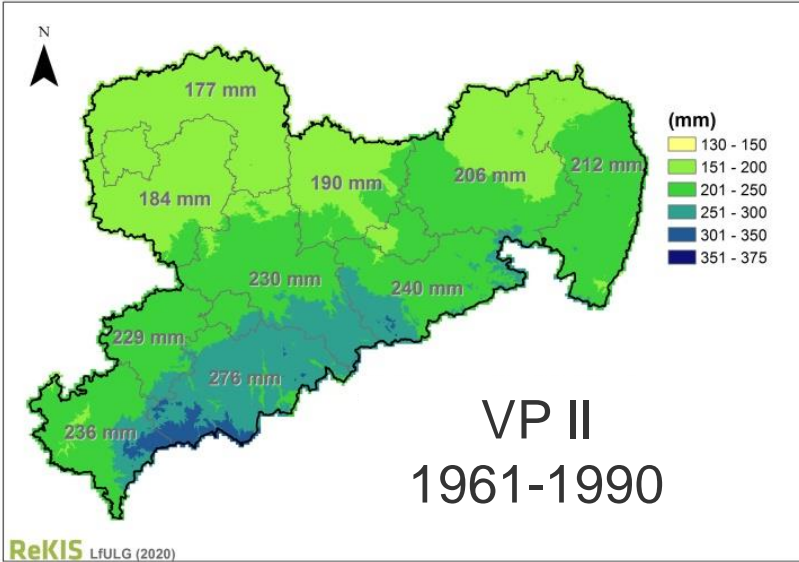 N
177 mm
(mm)
130 - 150
151 - 200
201 - 250
251 - 300
301 - 350
351 - 375
206 mm
212 mm
190 mm
184 mm
230 mm
240 mm
229 mm
276 mm
236 mm
VP II
1961-1990
ReKIS LfULG (2020)